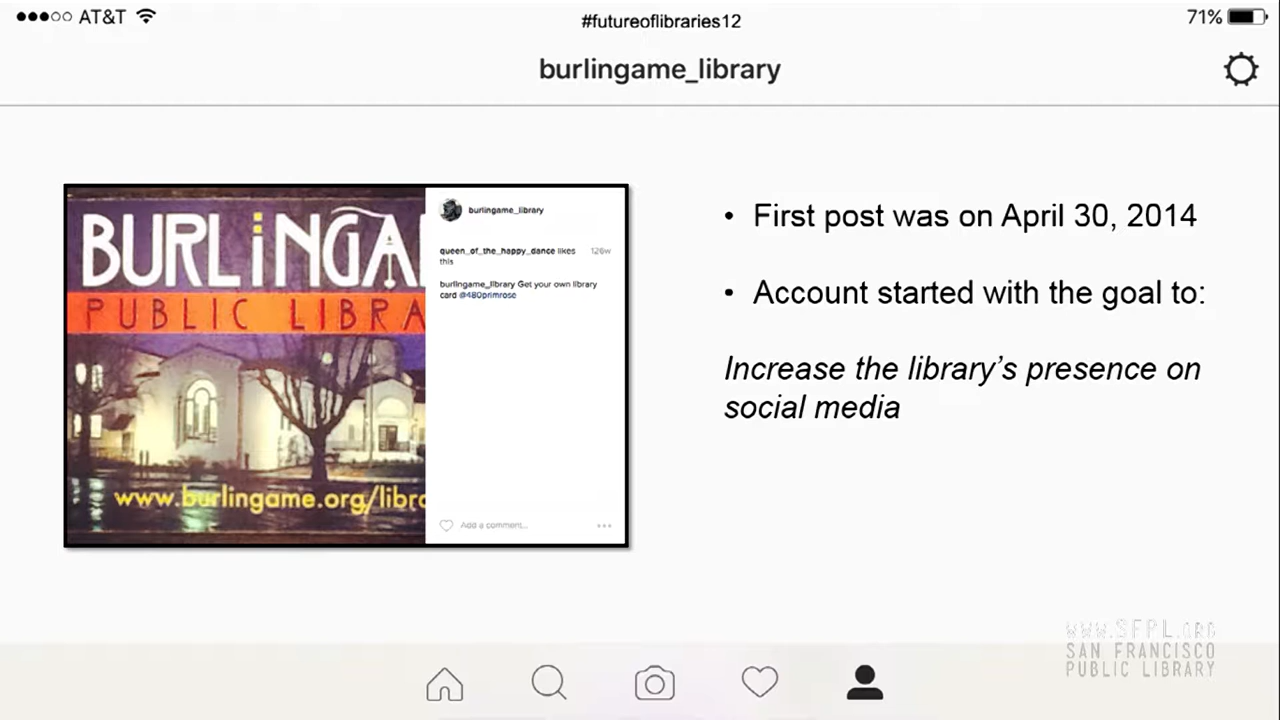 AT&T
#futureoflibraries12
71%
burlingame_library
BURLINGA
PUBLIC LIBRA
www.burlingame.org/libra
burlingame_library
queen_of_the_happy_dance likes
this
126w
burlingame_library Get your own library
card @480primrose
Add a comment...
• First post was on April 30, 2014
• Account started with the goal to:
Increase the library's presence on
social media
WWW.SFPL.ORG
SAN FRANCISCO
PUBLIC LIBRARY